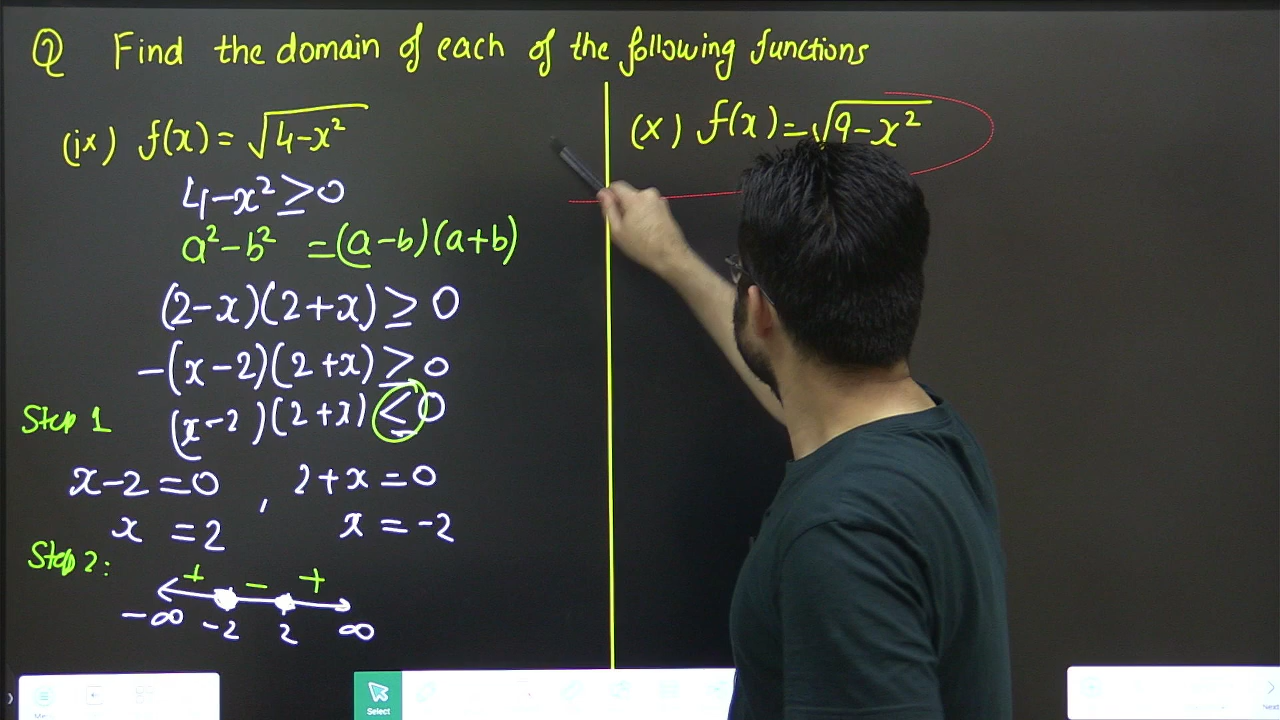 Q Find the domain of each of the following functions
(ix) f(x) = √4-x²
4-x² ≥ 0
a²-b² = (a-b)(a+b)
(2-x)(2+x) ≥ 0
-(x-2)(2+x) ≥ 0
Step 1 (x-2)(2+x) ≤ 0
x-2=0 , 2+x=0
x = 2 x = -2
Step 2:
+ - +
-∞ -2 2 ∞
(x) f(x) = √9-x²
Select
Next